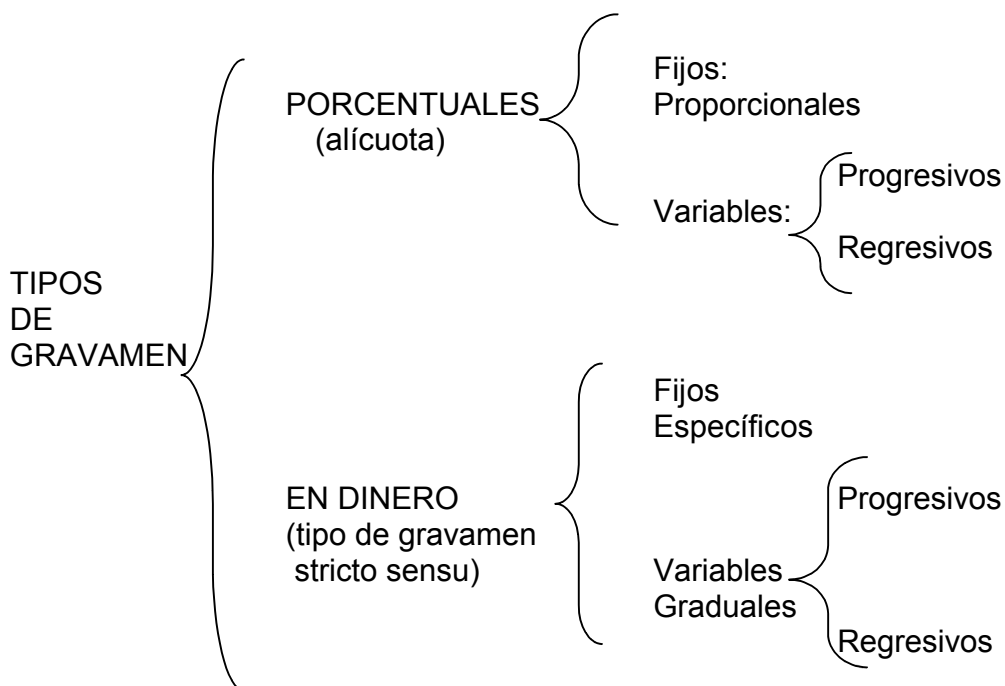 TIPOS
DE
GRAVAMEN
PORCENTUALES
(alícuota)
Fijos:
Proporcionales
Variables:
Progresivos
Regresivos
EN DINERO
(tipo de gravamen
stricto sensu)
Fijos
Específicos
Variables
Graduales
Progresivos
Regresivos